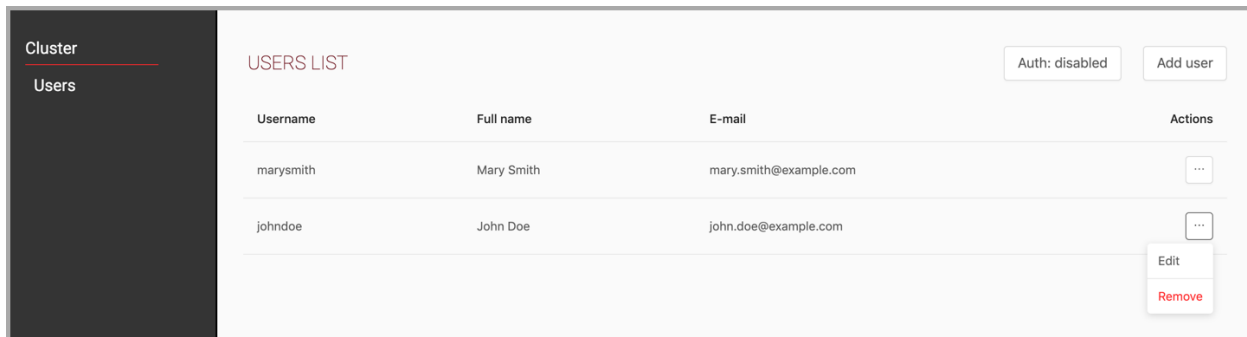 Cluster
Users
USERS LIST
Auth: disabled
Add user
Username Full name E-mail Actions
marysmith Mary Smith mary.smith@example.com ...
johndoe John Doe john.doe@example.com ...
Edit
Remove